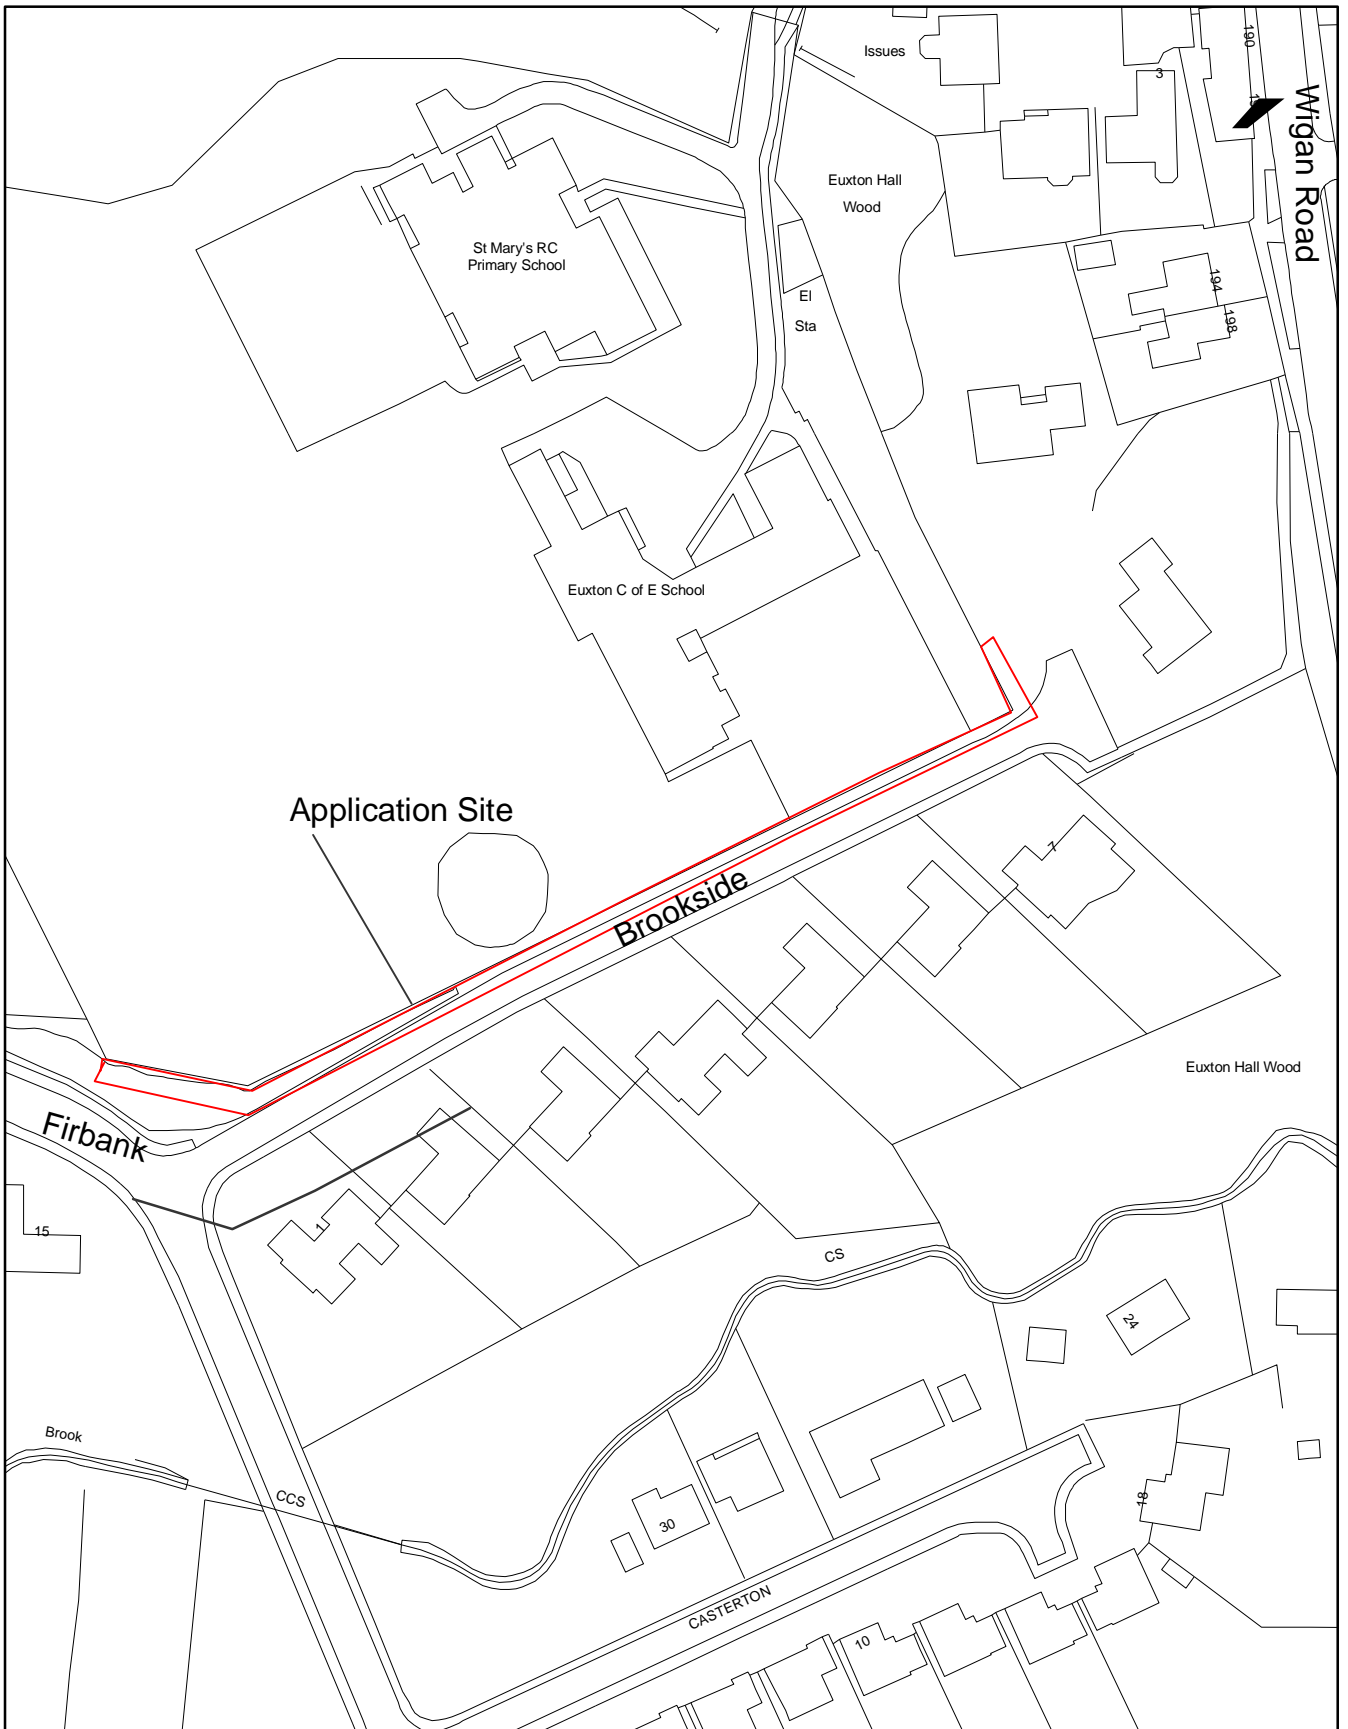 Issues
190
3
Wigan Road
Euxton Hall
Wood
St Mary's RC
Primary School
194
El
Sta
198
Euxton C of E School
Application Site
Brookside
7
Euxton Hall Wood
Firbank
1
15
CS
24
Brook
CCS
18
30
CASTERTON
10